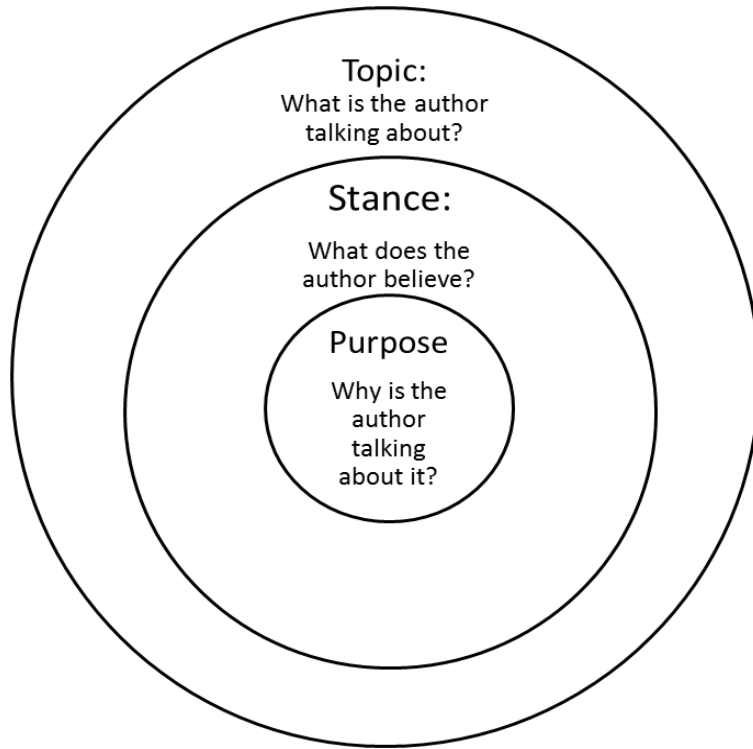 Topic:
What is the author
talking about?
Stance:
What does the
author believe?
Purpose
Why is the
author
talking
about it?